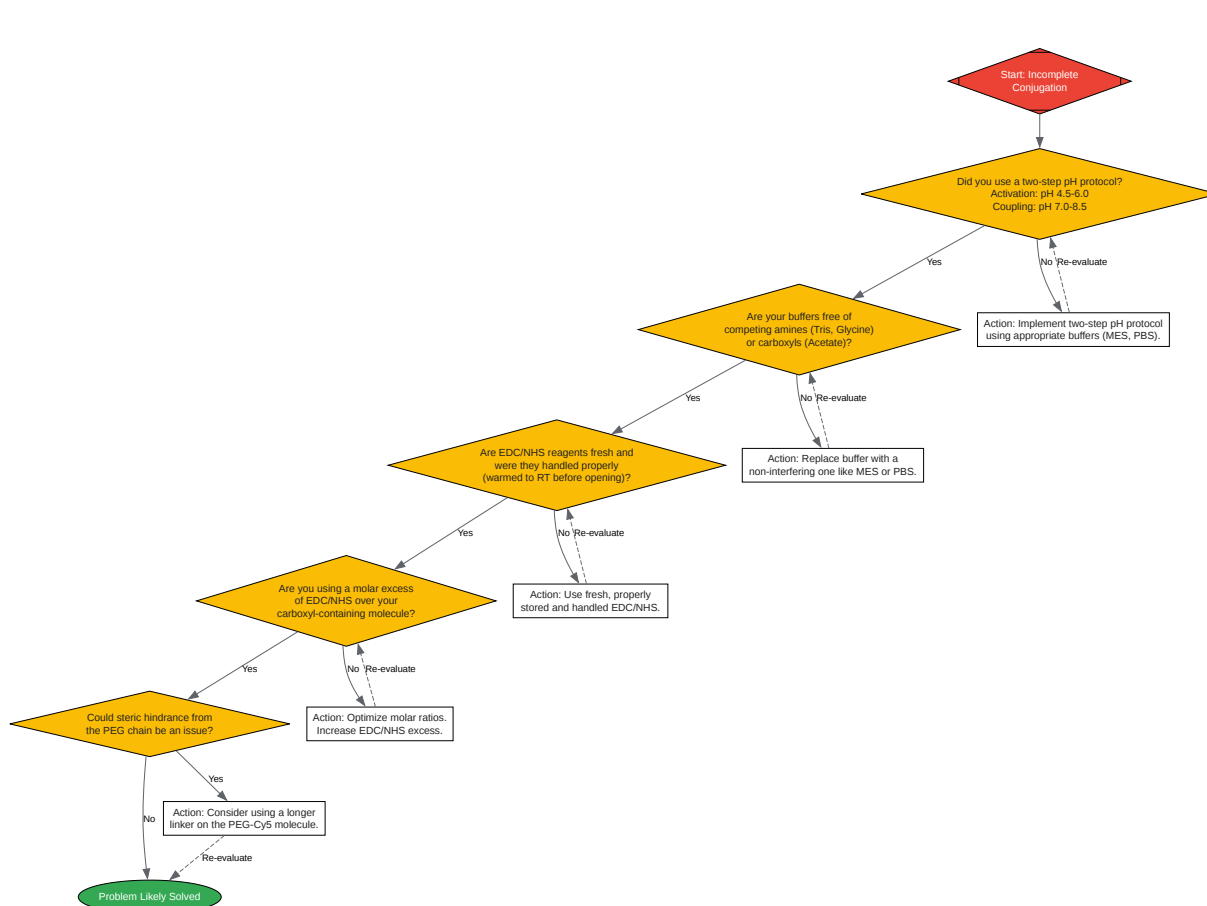 Start: Incomplete
Conjugation
Did you use a two-step pH protocol?
Activation: pH 4.5-6.0
Coupling: pH 7.0-8.5
Yes
No
Re-evaluate
Action: Implement two-step pH protocol
using appropriate buffers (MES, PBS).
Are your buffers free of
competing amines (Tris, Glycine)
or carboxyls (Acetate)?
Yes
No
Re-evaluate
Action: Replace buffer with a
non-interfering one like MES or PBS.
Are EDC/NHS reagents fresh and
were they handled properly
(warmed to RT before opening)?
Yes
No
Re-evaluate
Action: Use fresh, properly
stored and handled EDC/NHS.
Are you using a molar excess
of EDC/NHS over your
carboxyl-containing molecule?
Yes
No
Re-evaluate
Action: Optimize molar ratios.
Increase EDC/NHS excess.
Could steric hindrance from
the PEG chain be an issue?
Yes
No
Action: Consider using a longer
linker on the PEG-Cy5 molecule.
Re-evaluate
Problem Likely Solved